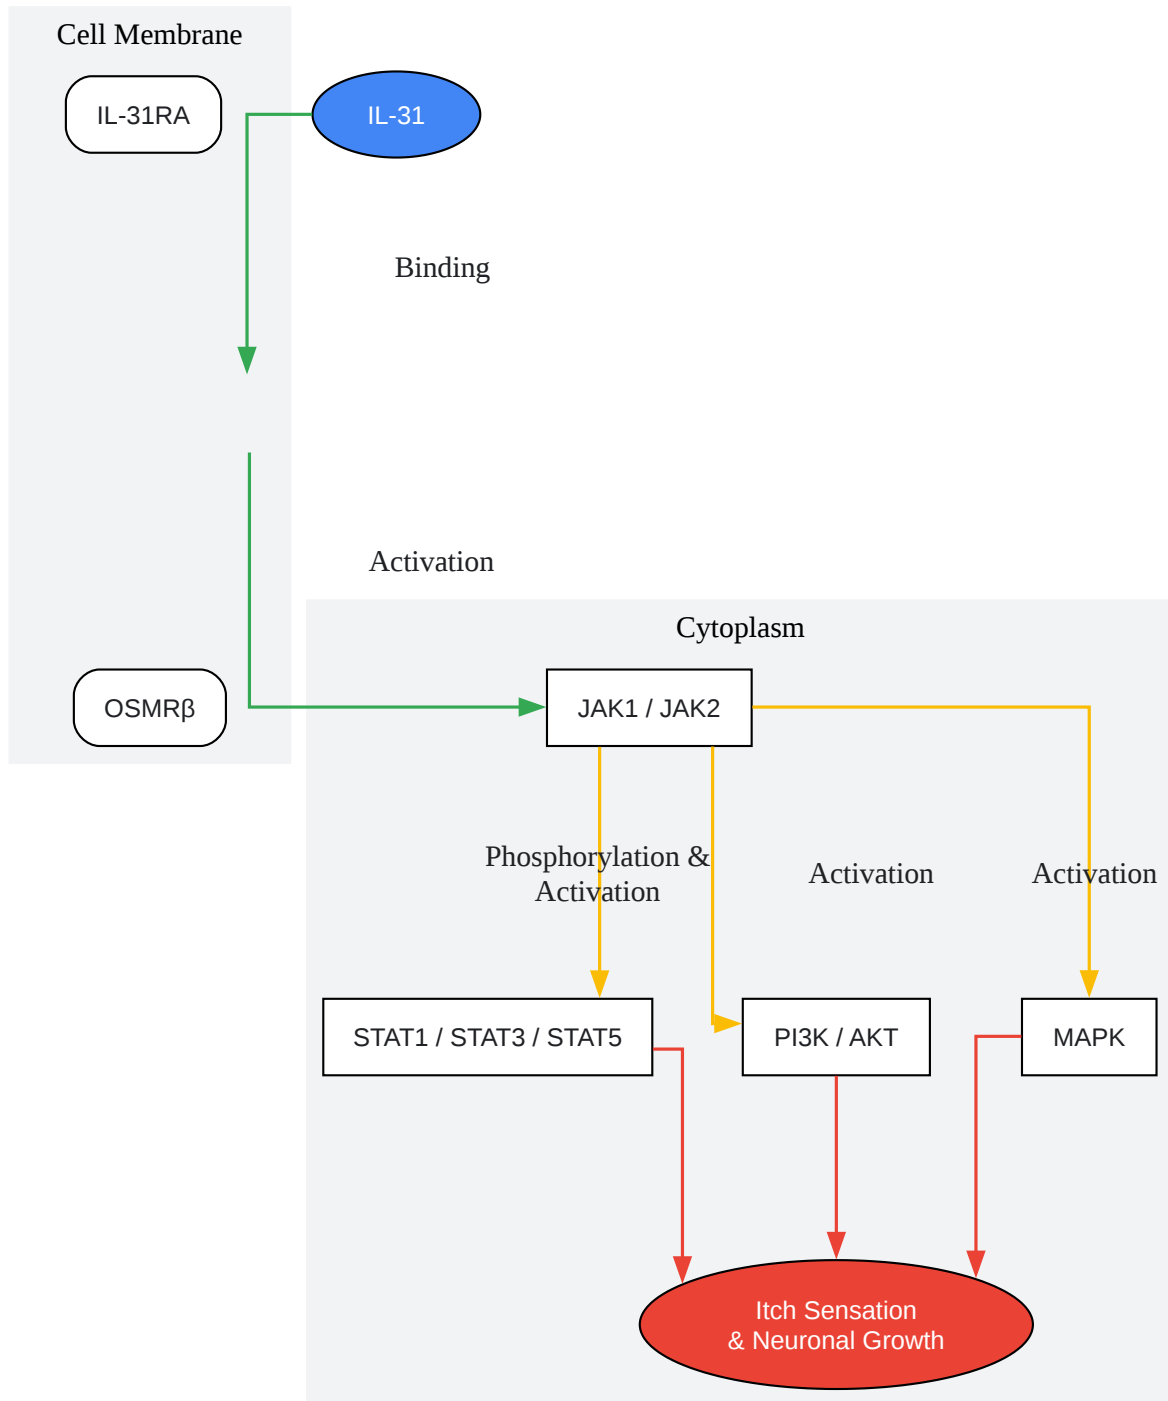 Cell Membrane
IL-31RA
IL-31
Binding
Activation
Cytoplasm
OSMRβ
JAK1 / JAK2
Phosphorylation &
Activation
Activation
Activation
STAT1 / STAT3 / STAT5
PI3K / AKT
MAPK
Itch Sensation
& Neuronal Growth